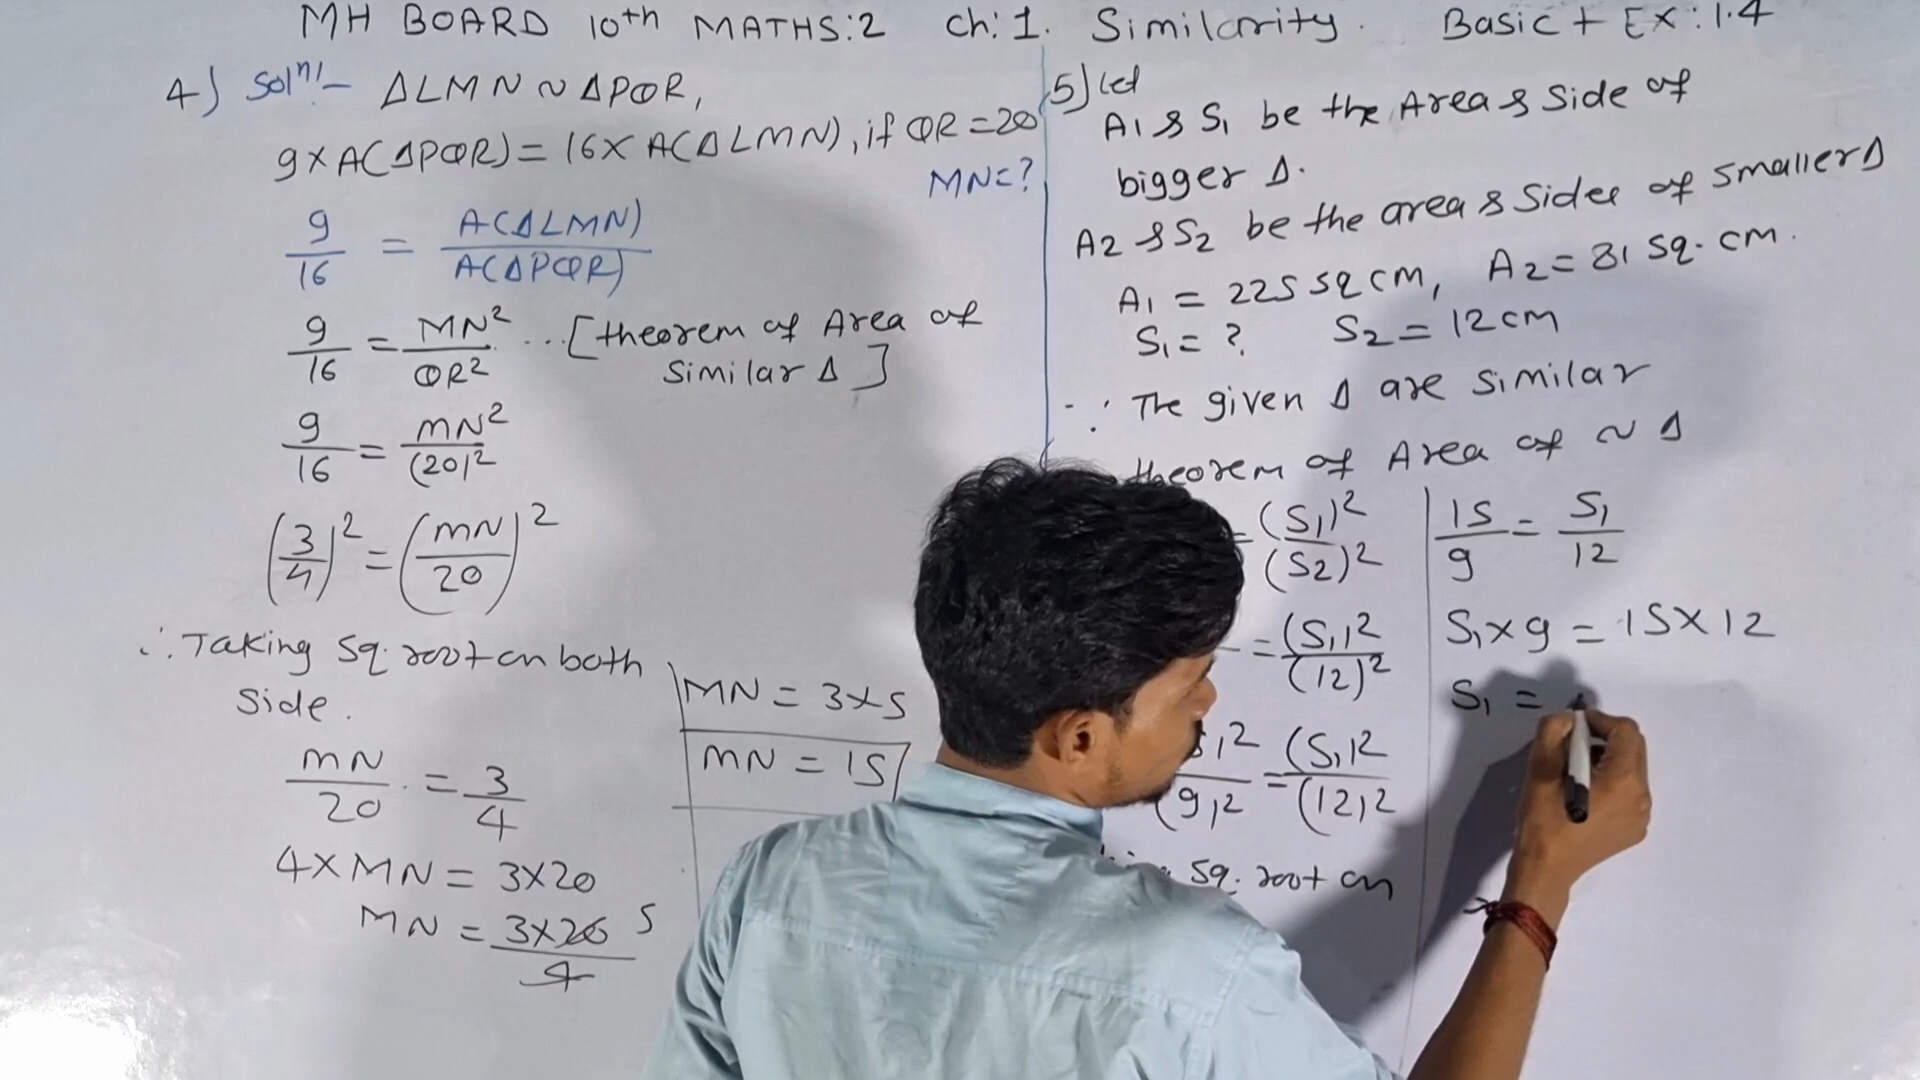 MH BOARD 10th MATHS:2 Ch:1. Similarity. Basic + EX:1.4
4) Solⁿ!- ΔLMN ~ ΔPQR,
9×A(ΔPQR) = 16× A(ΔLMN), if QR = 20
MN = ?
9/16 = A(ΔLMN)/A(ΔPQR)
9/16 = MN²/QR² ... [theorem of Area of
Similar Δ]
9/16 = MN²/(20)²
(3/4)² = (MN/20)²
∴ Taking Sq. root on both
Side.
MN/20 = 3/4
4×MN = 3×20
MN = 3×20/4 5
MN = 3×5
MN = 15
5) let
A1 & S1 be the Area & Side of
bigger Δ.
A2 & S2 be the area & Sides of smaller Δ
A1 = 225 sq cm, A2 = 81 Sq. cm.
S1 = ? S2 = 12 cm
∵ The given Δ are similar
theorem of Area of ~ Δ
= (S1)²/(S2)²
= (S1)²/(12)²
)²/(9)² = (S1)²/(12)²
Sq. root on
15/9 = S1/12
S1×9 = 15×12
S1 =